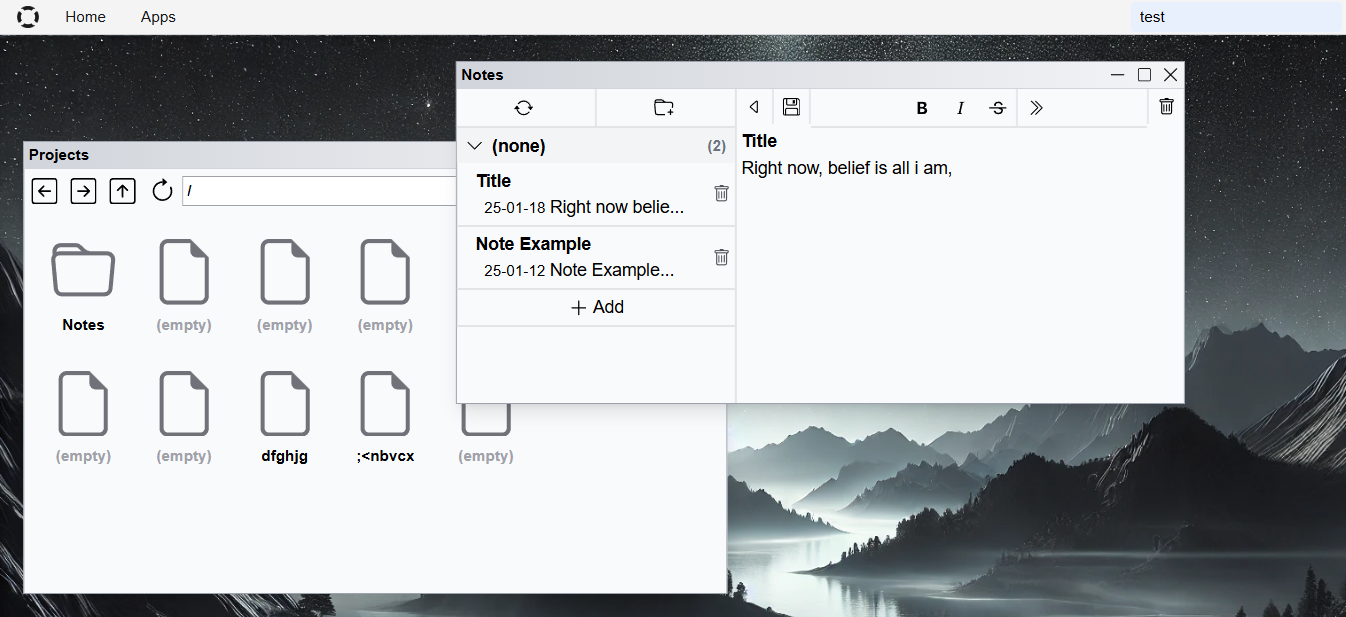 Home Apps test
Notes
Projects
/
(none) (2)
Title
25-01-18 Right now belie...
Note Example
25-01-12 Note Example...
+ Add
B I S
Title
Right now, belief is all i am,
Notes (empty) (empty) (empty)
(empty) (empty) dfghjg ;<nbvcx (empty)